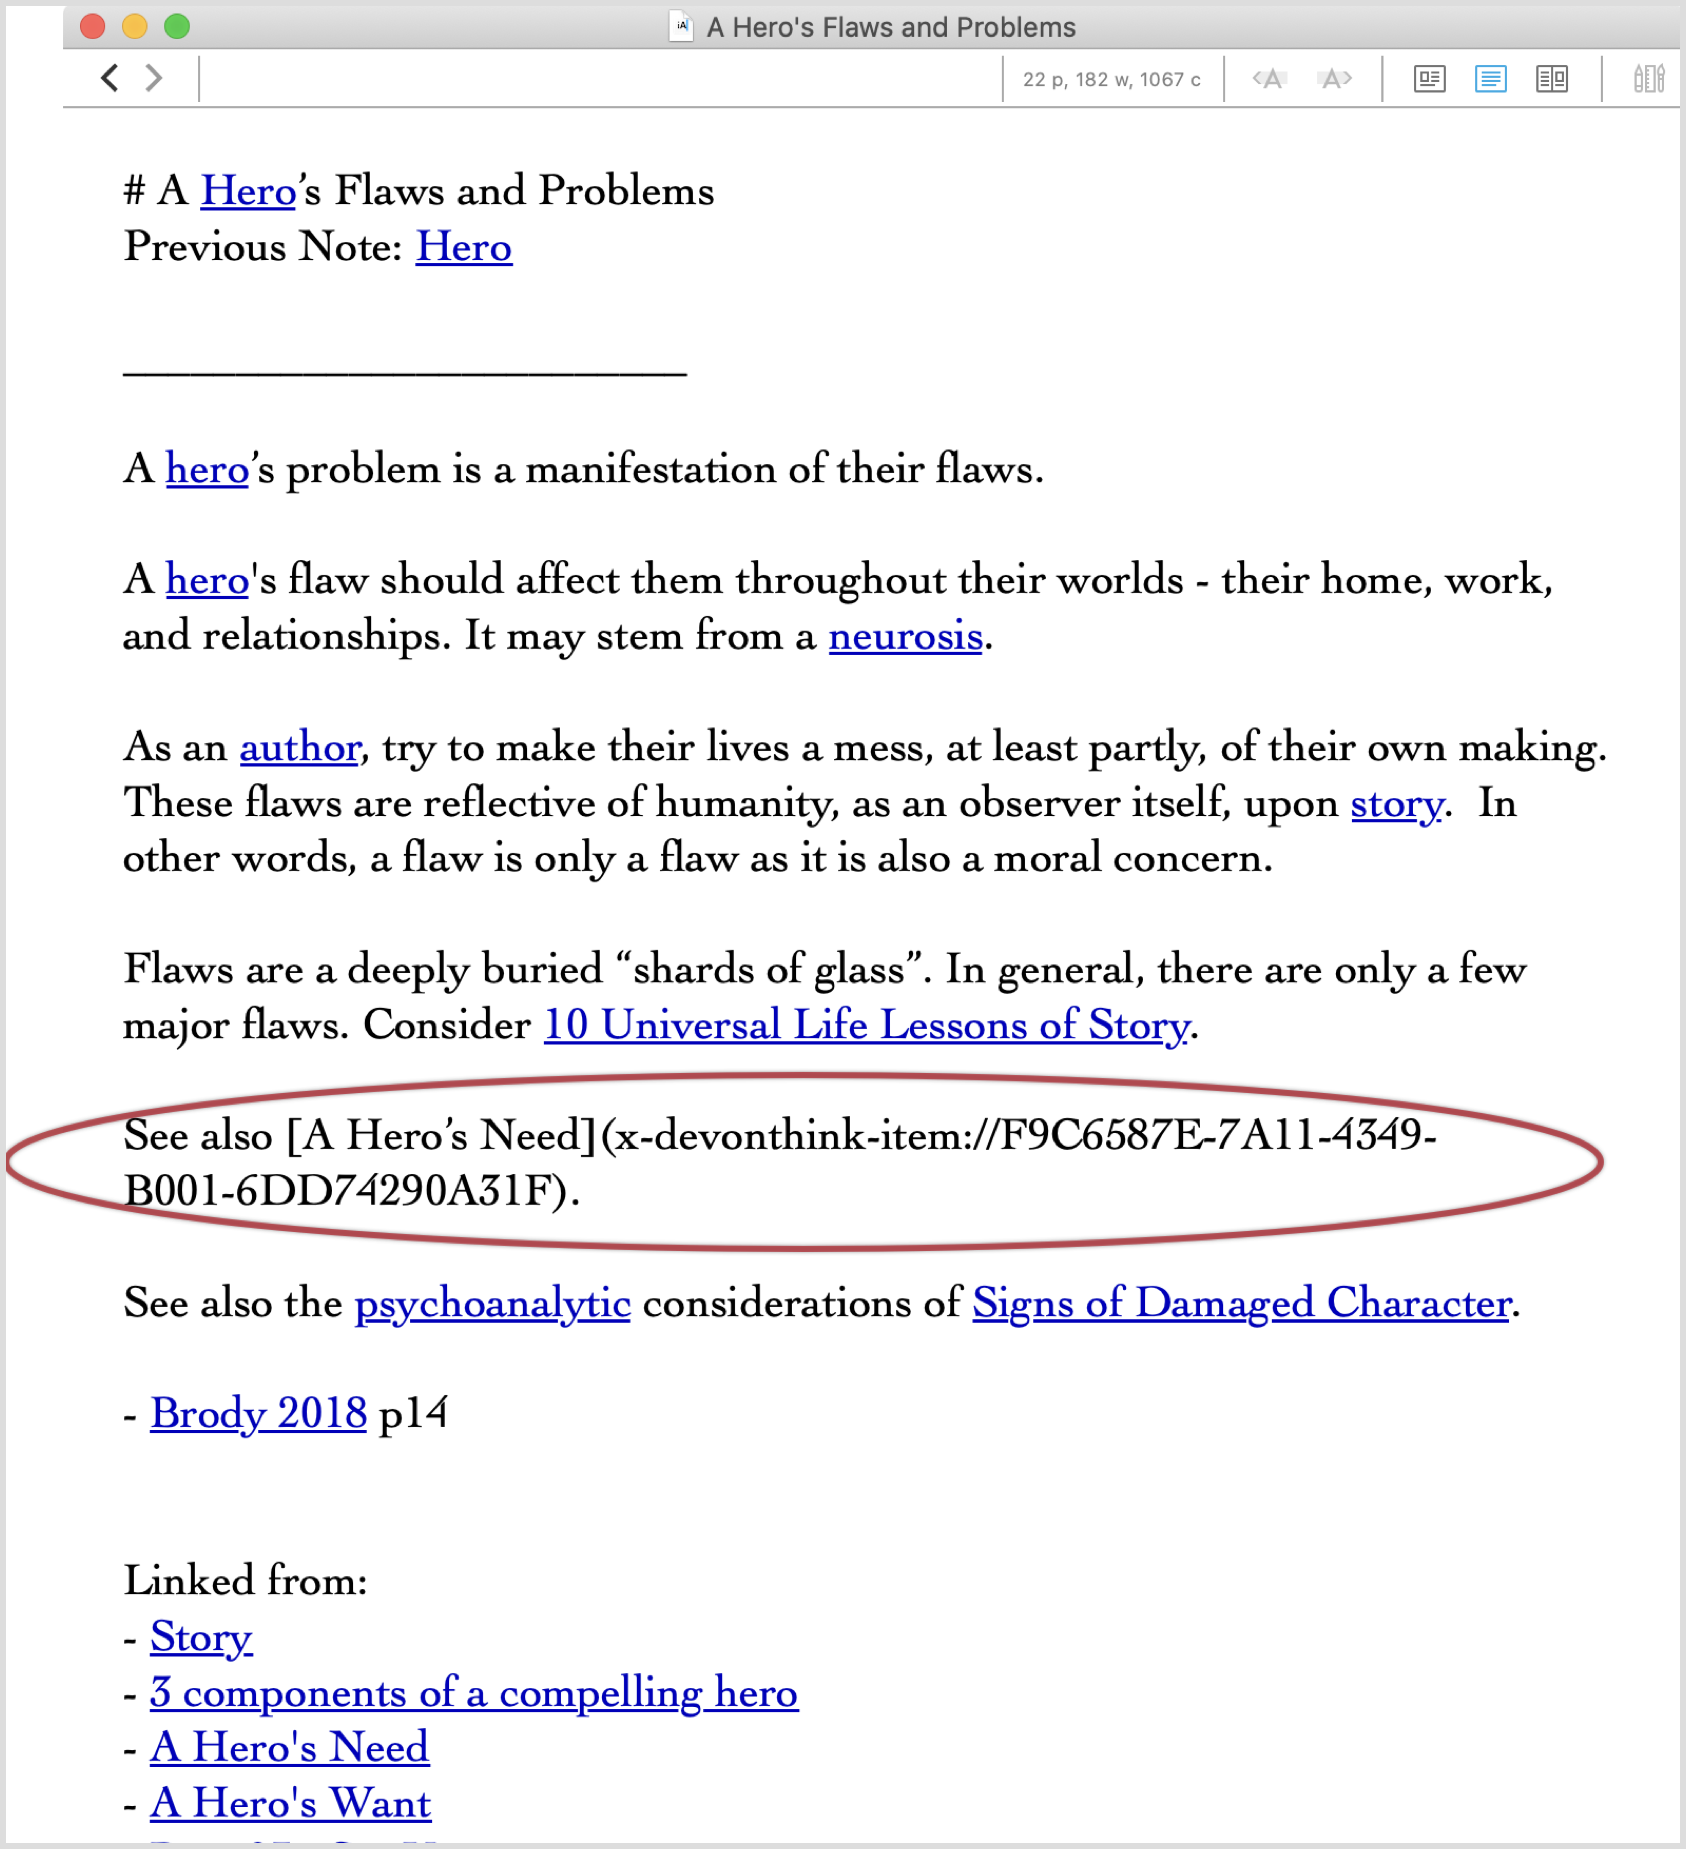 A Hero's Flaws and Problems
22 p, 182 w, 1067 c
# A Hero’s Flaws and Problems
Previous Note: Hero
A hero’s problem is a manifestation of their flaws.
A hero's flaw should affect them throughout their worlds - their home, work,
and relationships. It may stem from a neurosis.
As an author, try to make their lives a mess, at least partly, of their own making.
These flaws are reflective of humanity, as an observer itself, upon story.  In
other words, a flaw is only a flaw as it is also a moral concern.
Flaws are a deeply buried “shards of glass”. In general, there are only a few
major flaws. Consider 10 Universal Life Lessons of Story.
See also [A Hero’s Need](x-devonthink-item://F9C6587E-7A11-4349-
B001-6DD74290A31F).
See also the psychoanalytic considerations of Signs of Damaged Character.
- Brody 2018 p14
Linked from:
- Story
- 3 components of a compelling hero
- A Hero's Need
- A Hero's Want